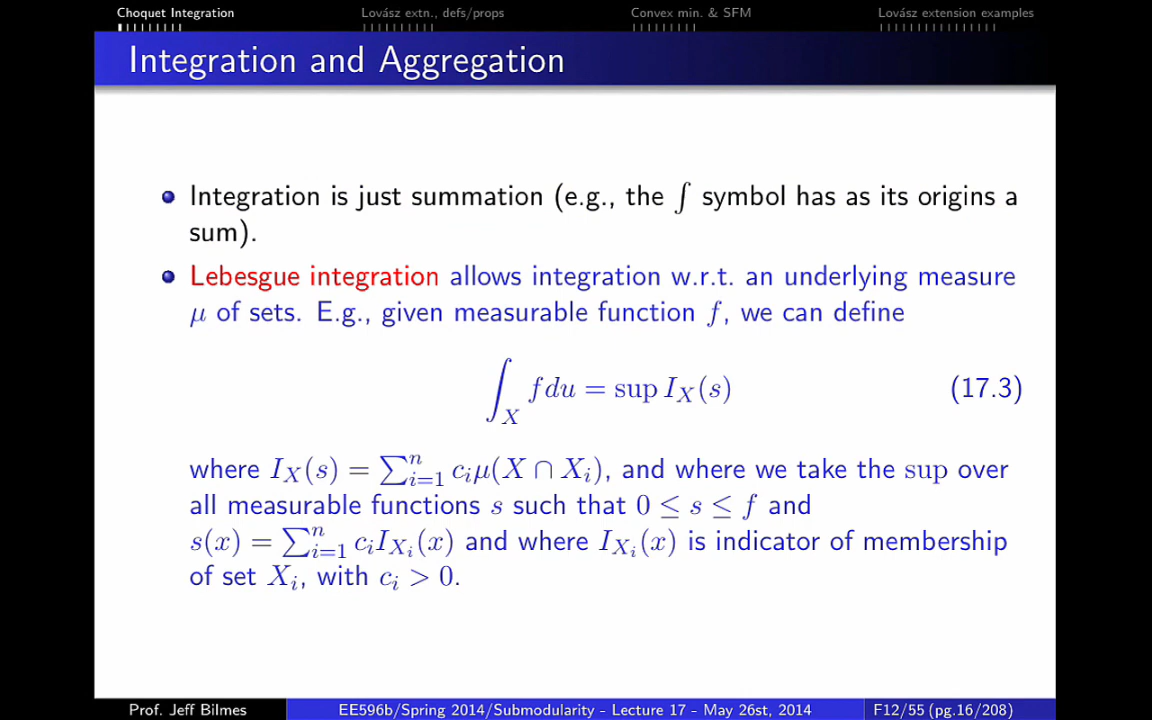 Choquet Integration Lovász extn., defs/props Convex min. & SFM Lovász extension examples
Integration and Aggregation
Integration is just summation (e.g., the ∫ symbol has as its origins a
sum).
Lebesgue integration allows integration w.r.t. an underlying measure
μ of sets. E.g., given measurable function f, we can define
∫_X fdu = sup I_X(s) (17.3)
where I_X(s) = ∑_{i=1}^n c_i μ(X ∩ X_i), and where we take the sup over
all measurable functions s such that 0 ≤ s ≤ f and
s(x) = ∑_{i=1}^n c_i I_{X_i}(x) and where I_{X_i}(x) is indicator of membership
of set X_i, with c_i > 0.
Prof. Jeff Bilmes EE596b/Spring 2014/Submodularity - Lecture 17 - May 26st, 2014 F12/55 (pg.16/208)